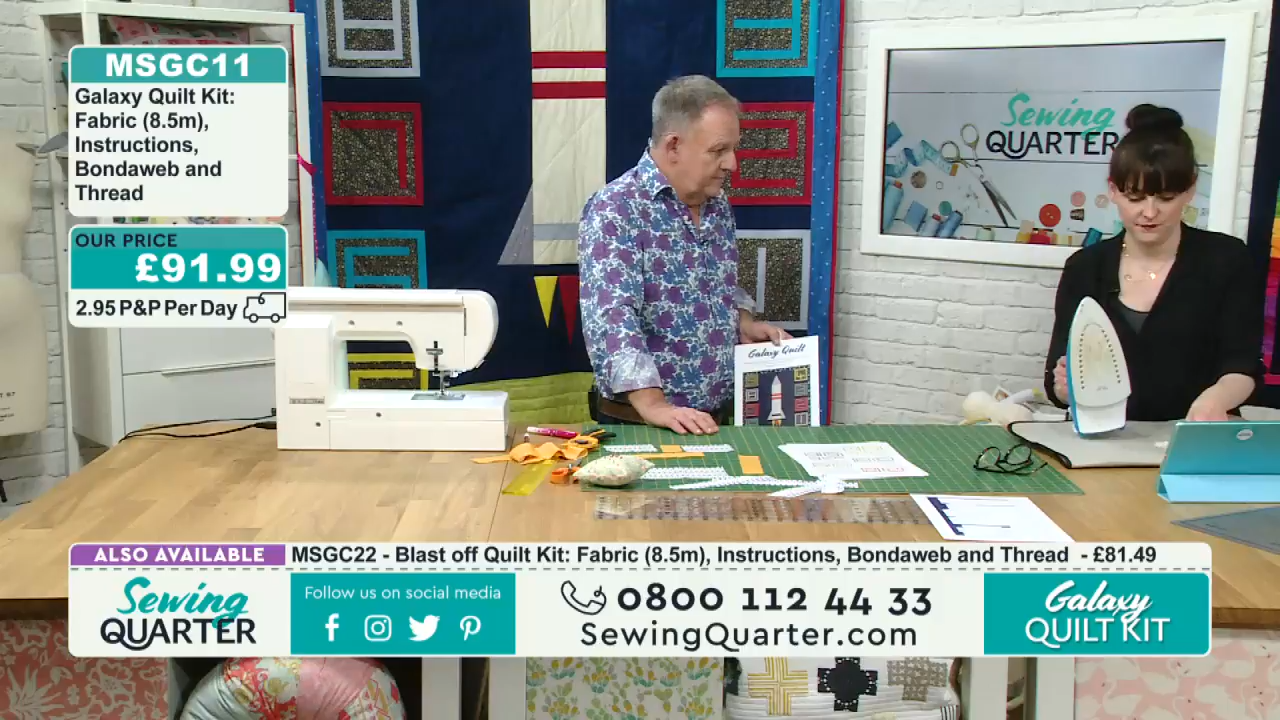 MSGC11
Galaxy Quilt Kit:
Fabric (8.5m),
Instructions,
Bondaweb and
Thread
OUR PRICE
£91.99
2.95 P&P Per Day
Sewing
QUARTER
Galaxy Quilt
ALSO AVAILABLE
MSGC22 - Blast off Quilt Kit: Fabric (8.5m), Instructions, Bondaweb and Thread - £81.49
Sewing
QUARTER
Follow us on social media
0800 112 44 33
SewingQuarter.com
Galaxy
QUILT KIT